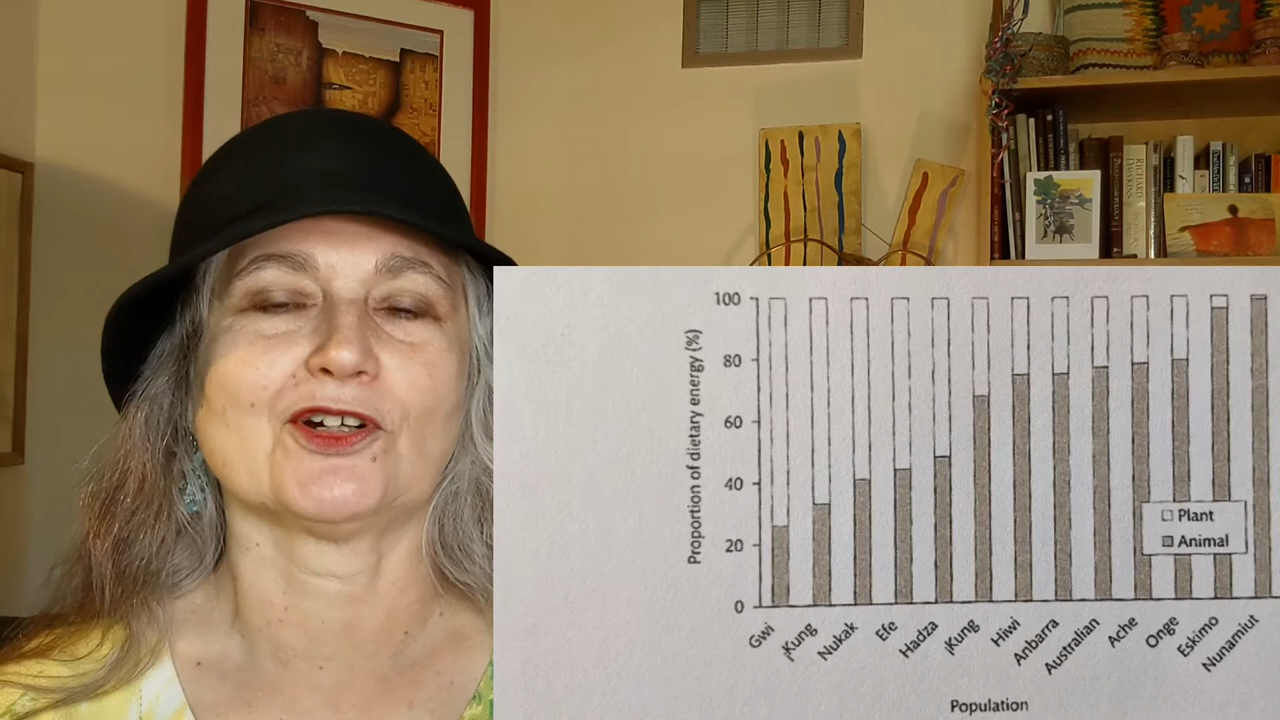 RICHARD DAWKINS
100
80
60
40
20
0
Proportion of dietary energy (%)
Plant
Animal
Gwi
¡Kung
Nukak
Efe
Hadza
¡Kung
Hiwi
Anbarra
Australian
Ache
Onge
Eskimo
Nunamiut
Population